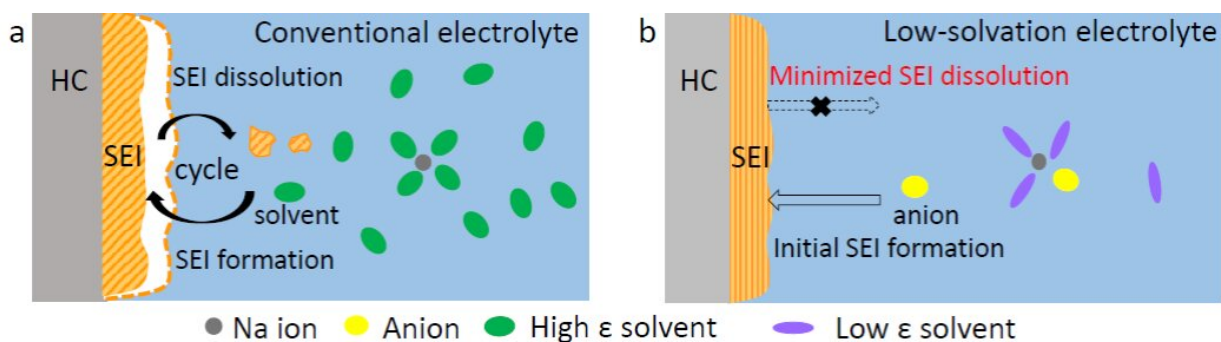 a
Conventional electrolyte
HC
SEI dissolution
SEI
cycle
solvent
SEI formation
b
Low-solvation electrolyte
HC
Minimized SEI dissolution
SEI
anion
Initial SEI formation
Na ion
Anion
High ε solvent
Low ε solvent